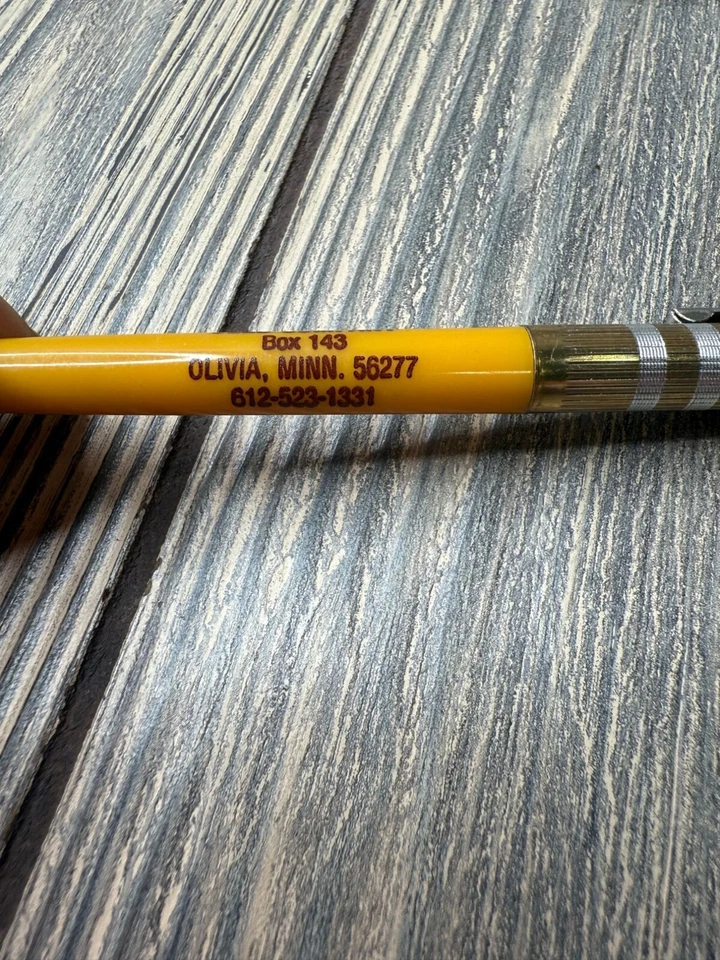 Box 143
OLIVIA, MINN. 56277
612-523-1331